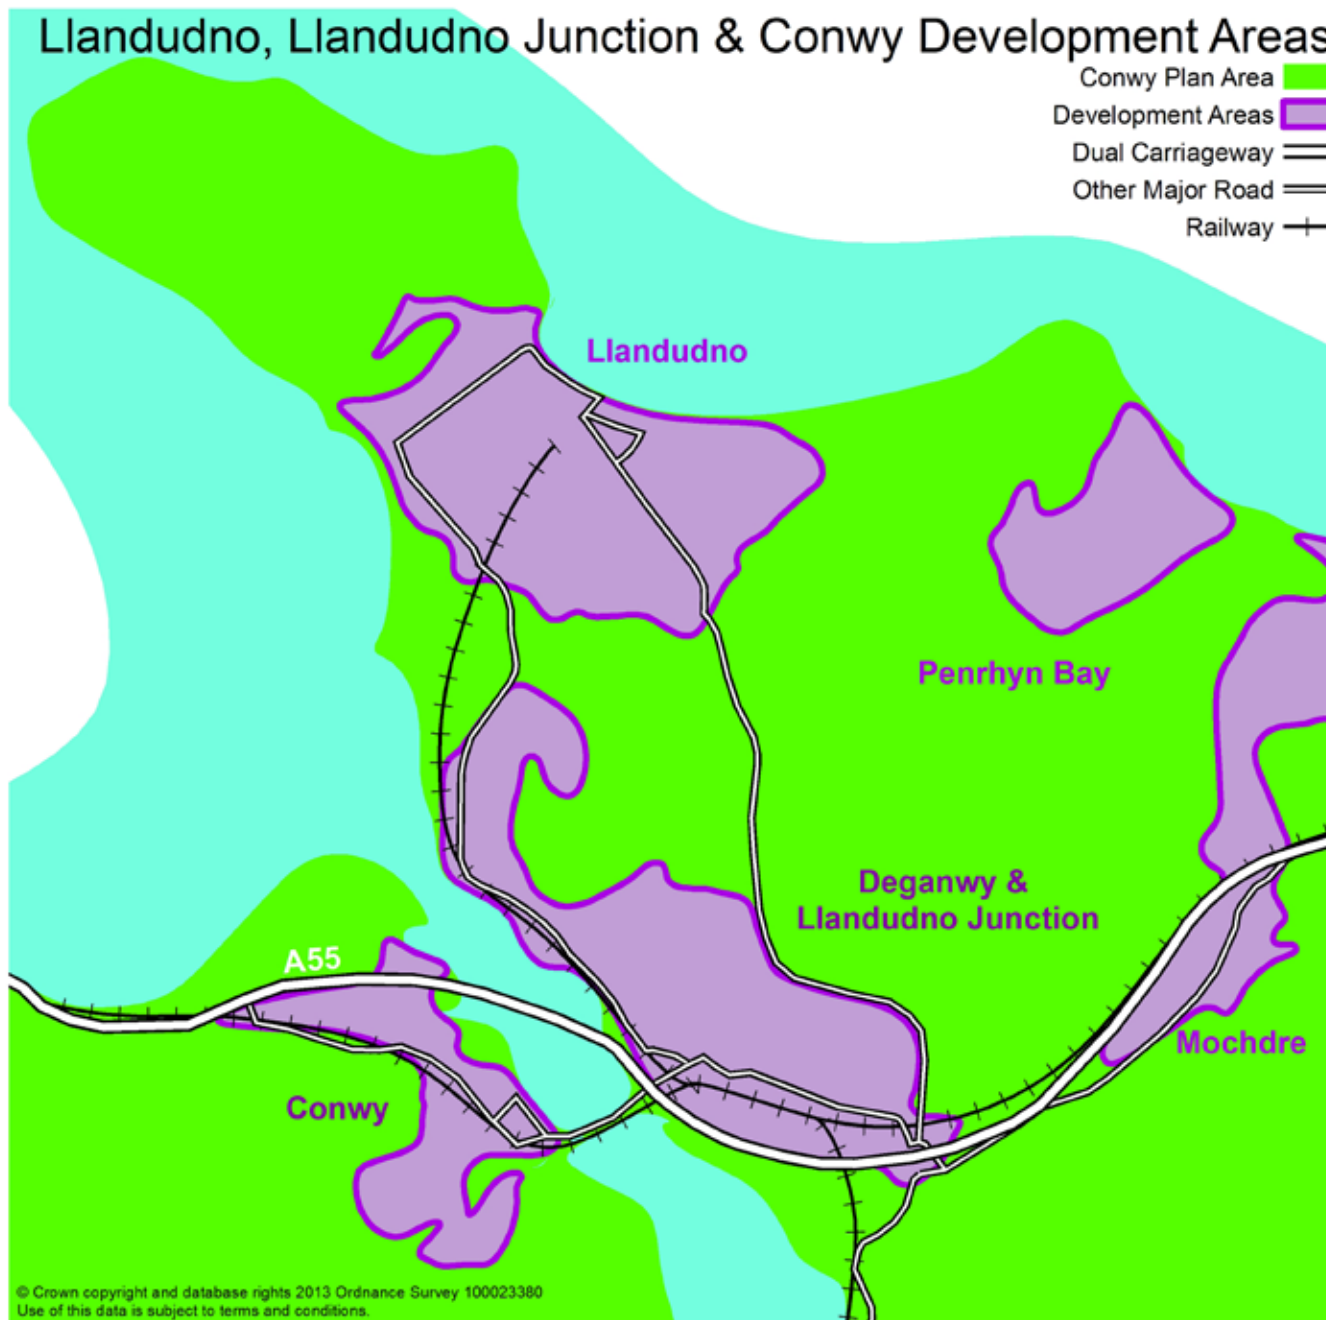 Llandudno, Llandudno Junction & Conwy Development Areas
Conwy Plan Area
Development Areas
Dual Carriageway
Other Major Road
Railway
Llandudno
Penrhyn Bay
Deganwy &
Llandudno Junction
A55
Mochdre
Conwy
© Crown copyright and database rights 2013 Ordnance Survey 100023380
Use of this data is subject to terms and conditions.